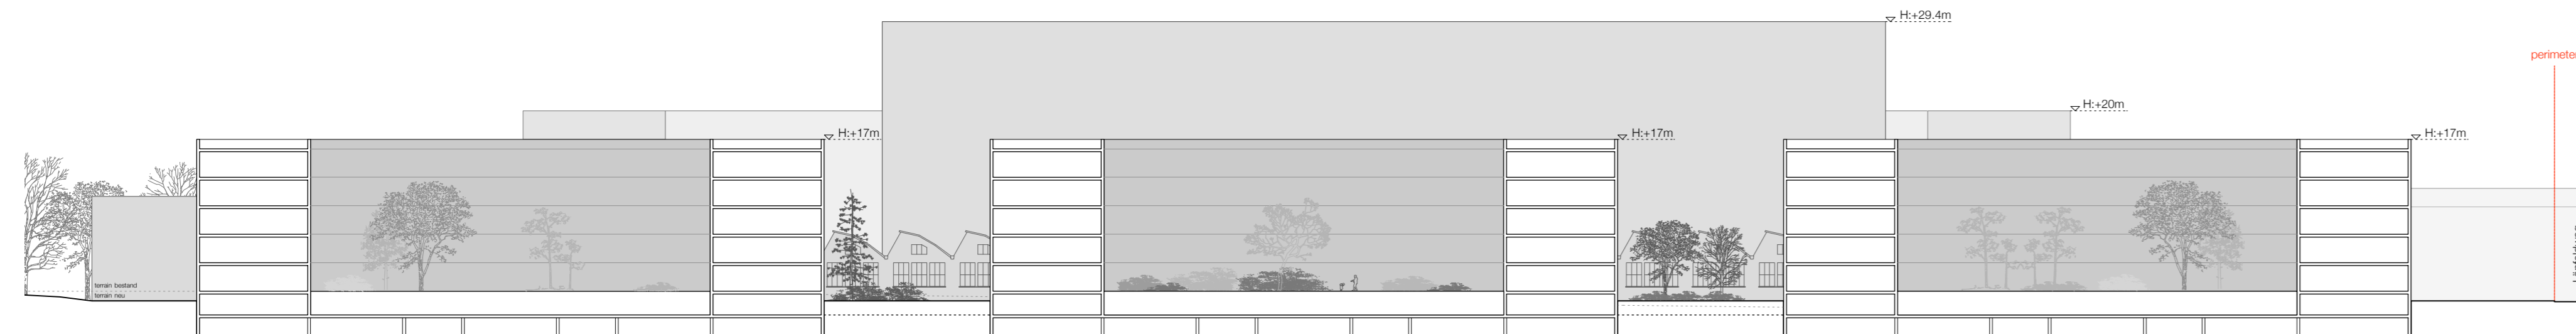 H:+29.4m
perimeter
H:+20m
H:+17m
H:+17m
H:+17m
terrain bestand
terrain neu